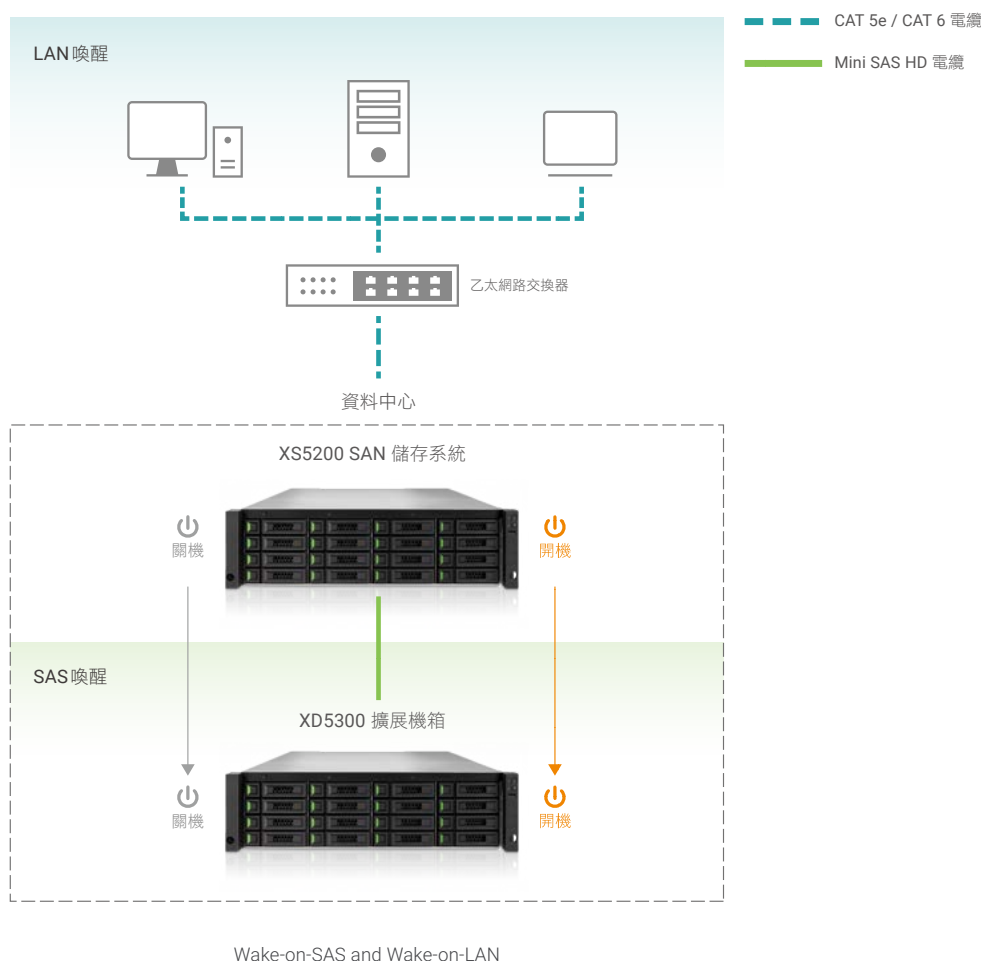 CAT 5e / CAT 6 電纜
Mini SAS HD 電纜
LAN喚醒
乙太網路交換器
資料中心
XS5200 SAN 儲存系統
關機
開機
SAS喚醒
XD5300 擴展機箱
關機
開機
Wake-on-SAS and Wake-on-LAN